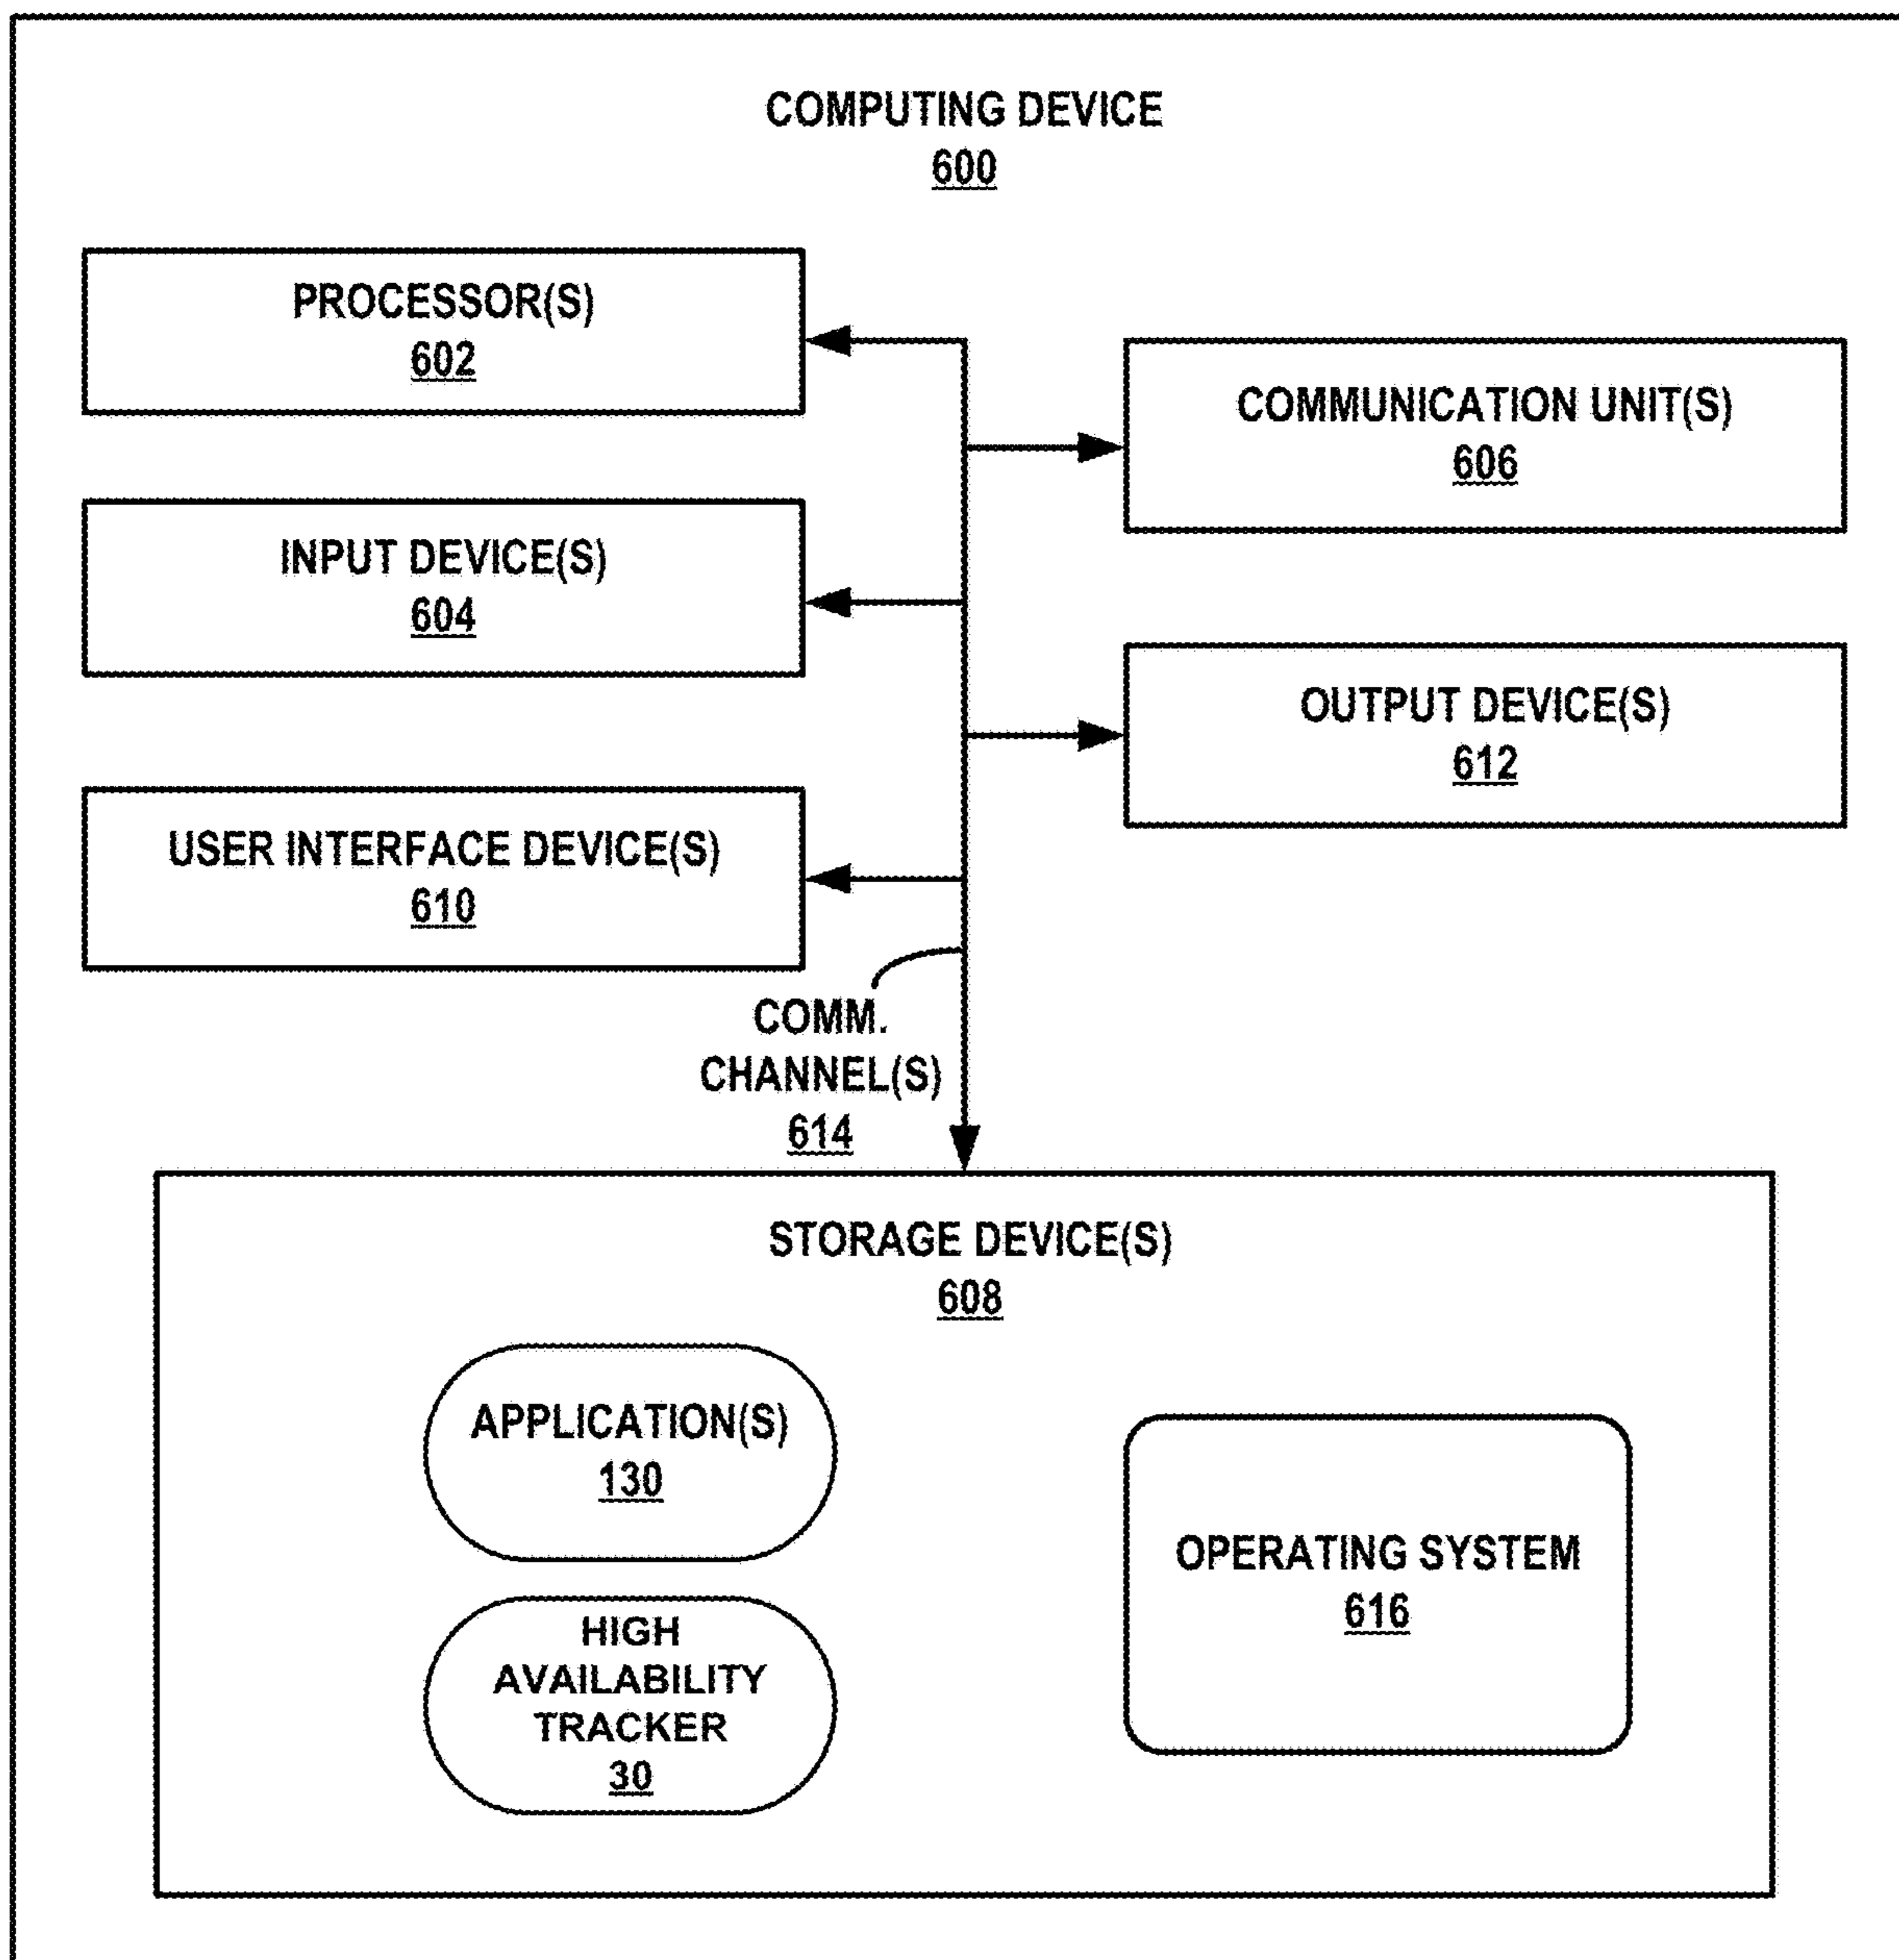 COMPUTING DEVICE
600
PROCESSOR(S)
602
COMMUNICATION UNIT(S)
606
INPUT DEVICE(S)
604
OUTPUT DEVICE(S)
612
USER INTERFACE DEVICE(S)
610
COMM.
CHANNEL(S)
614
STORAGE DEVICE(S)
608
APPLICATION(S)
130
HIGH
AVAILABILITY
TRACKER
30
OPERATING SYSTEM
616